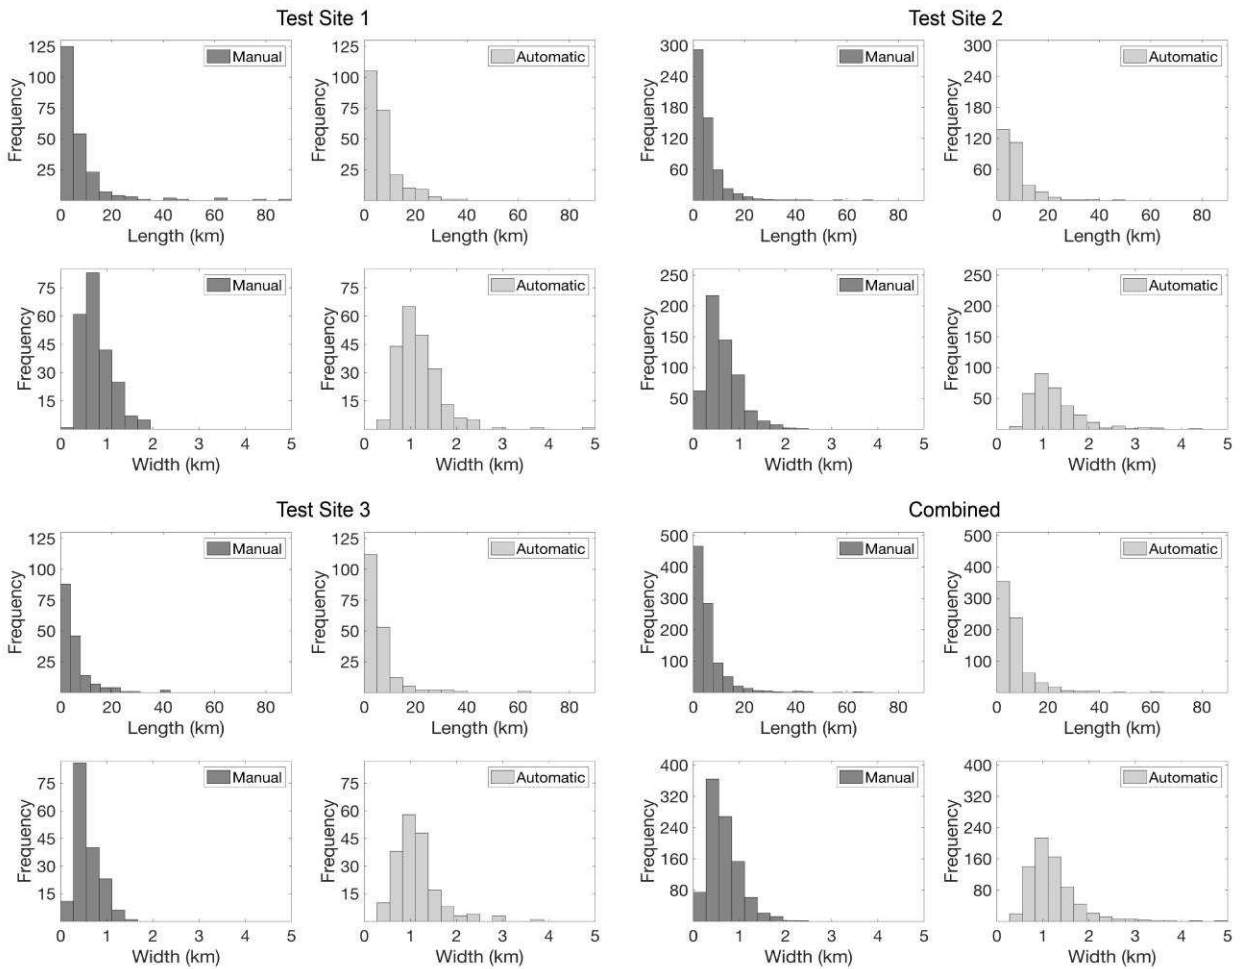 Test Site 1
Test Site 2
125
100
75
50
25
Frequency
Manual
0 20 40 60 80
Length (km)
125
100
75
50
25
Frequency
Automatic
0 20 40 60 80
Length (km)
300
240
180
120
60
Frequency
Manual
0 20 40 60 80
Length (km)
300
240
180
120
60
Frequency
Automatic
0 20 40 60 80
Length (km)
75
60
45
30
15
Frequency
Manual
0 1 2 3 4 5
Width (km)
75
60
45
30
15
Frequency
Automatic
0 1 2 3 4 5
Width (km)
250
200
150
100
50
Frequency
Manual
0 1 2 3 4 5
Width (km)
250
200
150
100
50
Frequency
Automatic
0 1 2 3 4 5
Width (km)
Test Site 3
Combined
125
100
75
50
25
Frequency
Manual
0 20 40 60 80
Length (km)
125
100
75
50
25
Frequency
Automatic
0 20 40 60 80
Length (km)
500
400
300
200
100
Frequency
Manual
0 20 40 60 80
Length (km)
500
400
300
200
100
Frequency
Automatic
0 20 40 60 80
Length (km)
75
60
45
30
15
Frequency
Manual
0 1 2 3 4 5
Width (km)
75
60
45
30
15
Frequency
Automatic
0 1 2 3 4 5
Width (km)
400
320
240
160
80
Frequency
Manual
0 1 2 3 4 5
Width (km)
400
320
240
160
80
Frequency
Automatic
0 1 2 3 4 5
Width (km)